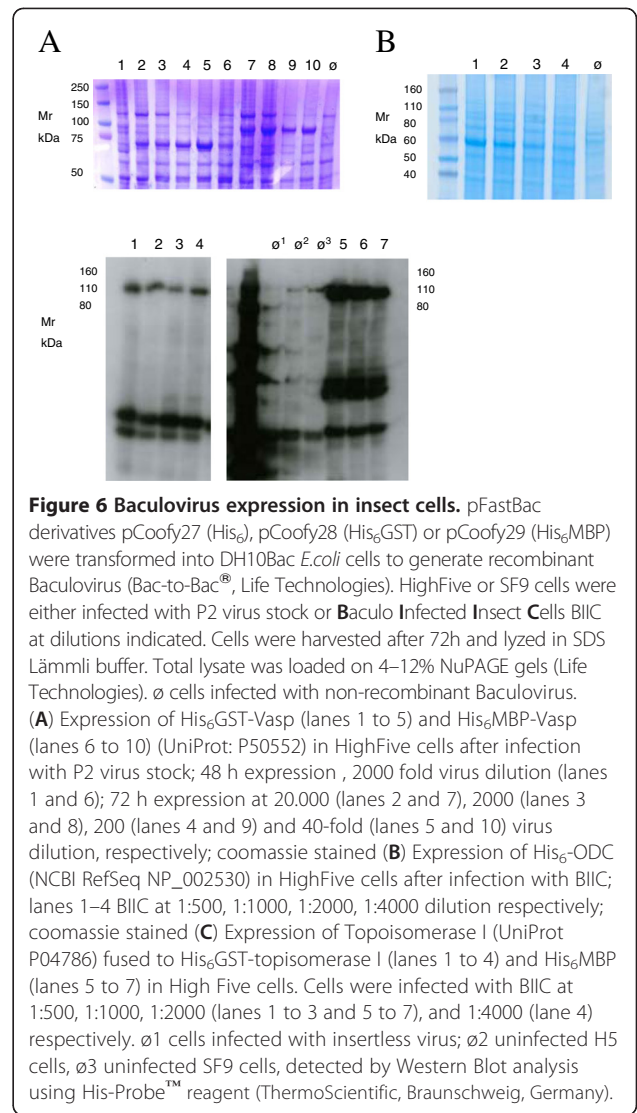 A
B
1 2 3 4 5 6 7 8 9 10 ø
1 2 3 4 ø
250
150
100
75
50
Mr
kDa
160
110
80
60
50
40
Mr
kDa
1 2 3 4
ø1 ø2 ø3 5 6 7
160
110
80
Mr
kDa
160
110
80
Figure 6 Baculovirus expression in insect cells. pFastBac
derivatives pCoofy27 (His6), pCoofy28 (His6GST) or pCoofy29 (His6MBP)
were transformed into DH10Bac E.coli cells to generate recombinant
Baculovirus (Bac-to-Bac®, Life Technologies). HighFive or SF9 cells were
either infected with P2 virus stock or Baculo Infected Insect Cells BIIC
at dilutions indicated. Cells were harvested after 72h and lyzed in SDS
Lämmli buffer. Total lysate was loaded on 4–12% NuPAGE gels (Life
Technologies). ø cells infected with non-recombinant Baculovirus.
(A) Expression of His6GST-Vasp (lanes 1 to 5) and His6MBP-Vasp
(lanes 6 to 10) (UniProt: P50552) in HighFive cells after infection
with P2 virus stock; 48 h expression , 2000 fold virus dilution (lanes
1 and 6); 72 h expression at 20.000 (lanes 2 and 7), 2000 (lanes 3
and 8), 200 (lanes 4 and 9) and 40-fold (lanes 5 and 10) virus
dilution, respectively; coomassie stained (B) Expression of His6-ODC
(NCBI RefSeq NP_002530) in HighFive cells after infection with BIIC;
lanes 1–4 BIIC at 1:500, 1:1000, 1:2000, 1:4000 dilution respectively;
coomassie stained (C) Expression of Topoisomerase I (UniProt
P04786) fused to His6GST-topisomerase I (lanes 1 to 4) and His6MBP
(lanes 5 to 7) in High Five cells. Cells were infected with BIIC at
1:500, 1:1000, 1:2000 (lanes 1 to 3 and 5 to 7), and 1:4000 (lane 4)
respectively. ø1 cells infected with insertless virus; ø2 uninfected H5
cells, ø3 uninfected SF9 cells, detected by Western Blot analysis
using His-Probe™ reagent (ThermoScientific, Braunschweig, Germany).